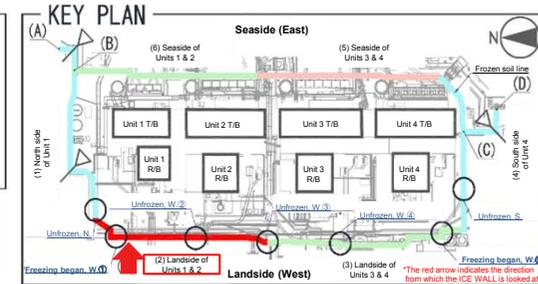 KEY PLAN
Seaside (East)
N
(A)
(B)
(6) Seaside of
Units 1 & 2
(5) Seaside of
Units 3 & 4
Frozen soil line
(D)
(1) North side
of Unit 1
Unit 1 T/B
Unit 2 T/B
Unit 3 T/B
Unit 4 T/B
(C)
(4) South side
of Unit 4
Unit 1
R/B
Unit 2
R/B
Unit 3
R/B
Unit 4
R/B
Unfrozen, N.
Unfrozen, W.②
Unfrozen, W.③
Unfrozen, W.④
Unfrozen, S.
Freezing began, W.①
(2) Landside of
Units 1 & 2
Landside (West)
(3) Landside of
Units 3 & 4
Freezing began, W.
*The red arrow indicates the direction
from which the ICE WALL is looked at